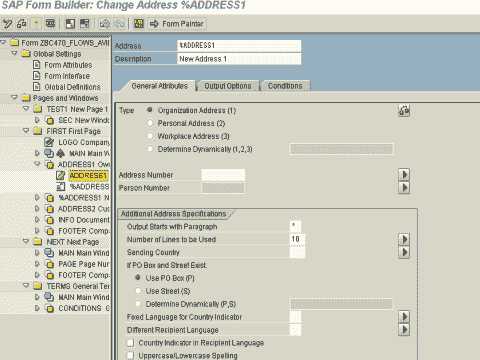 SAP Form Builder: Change Address %ADDRESS1
Form Painter
Form ZBC470_FLOWS_AMI
Global Settings
Form Attributes
Form Interface
Global Definitions
Pages and Windows
TEST1 New Page 1
SEC New Windo
FIRST First Page
LOGO Company
MAIN Main W
ADDRESS1 Ow
ADDRESS1
%ADDRESS
%ADDRESS1 N
ADDRESS2 Cus
INFO Document
FOOTER Comp
NEXT Next Page
MAIN Main Wind
PAGE Page Nur
FOOTER Comp
TERMS General Ter
MAIN Main Wind
CONDITIONS G
Address %ADDRESS1
Description New Address 1
General Attributes Output Options Conditions
Type Organization Address (1)
Personal Address (2)
Workplace Address (3)
Determine Dynamically (1,2,3)
Address Number
Person Number
Additional Address Specifications
Output Starts with Paragraph *
Number of Lines to be Used 10
Sending Country
If PO Box and Street Exist:
Use PO Box (P)
Use Street (S)
Determine Dynamically (P,S)
Fixed Language for Country Indicator
Different Recipient Language
Country Indicator in Recipient Language
Uppercase/Lowercase Spelling